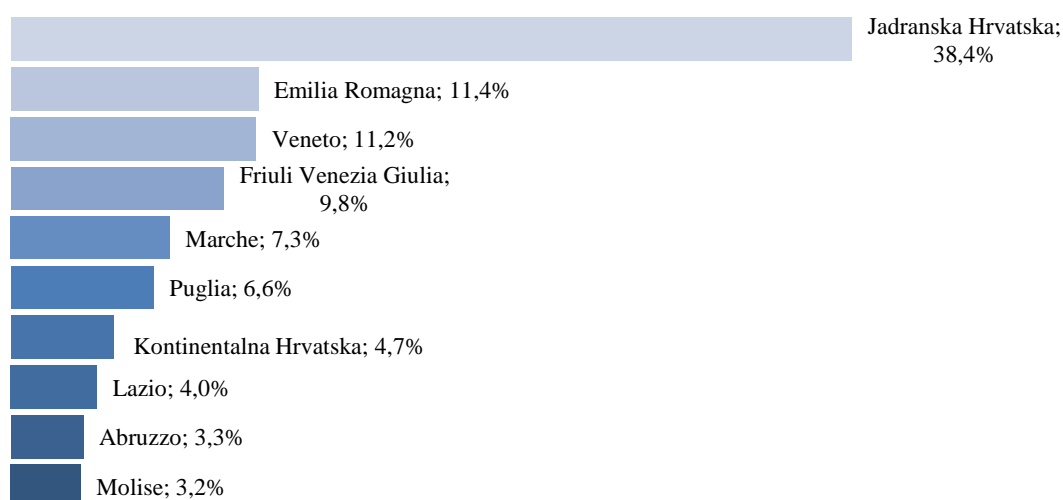 Jadranska Hrvatska;
38,4%
Emilia Romagna; 11,4%
Veneto; 11,2%
Friuli Venezia Giulia;
9,8%
Marche; 7,3%
Puglia; 6,6%
Kontinentalna Hrvatska; 4,7%
Lazio; 4,0%
Abruzzo; 3,3%
Molise; 3,2%